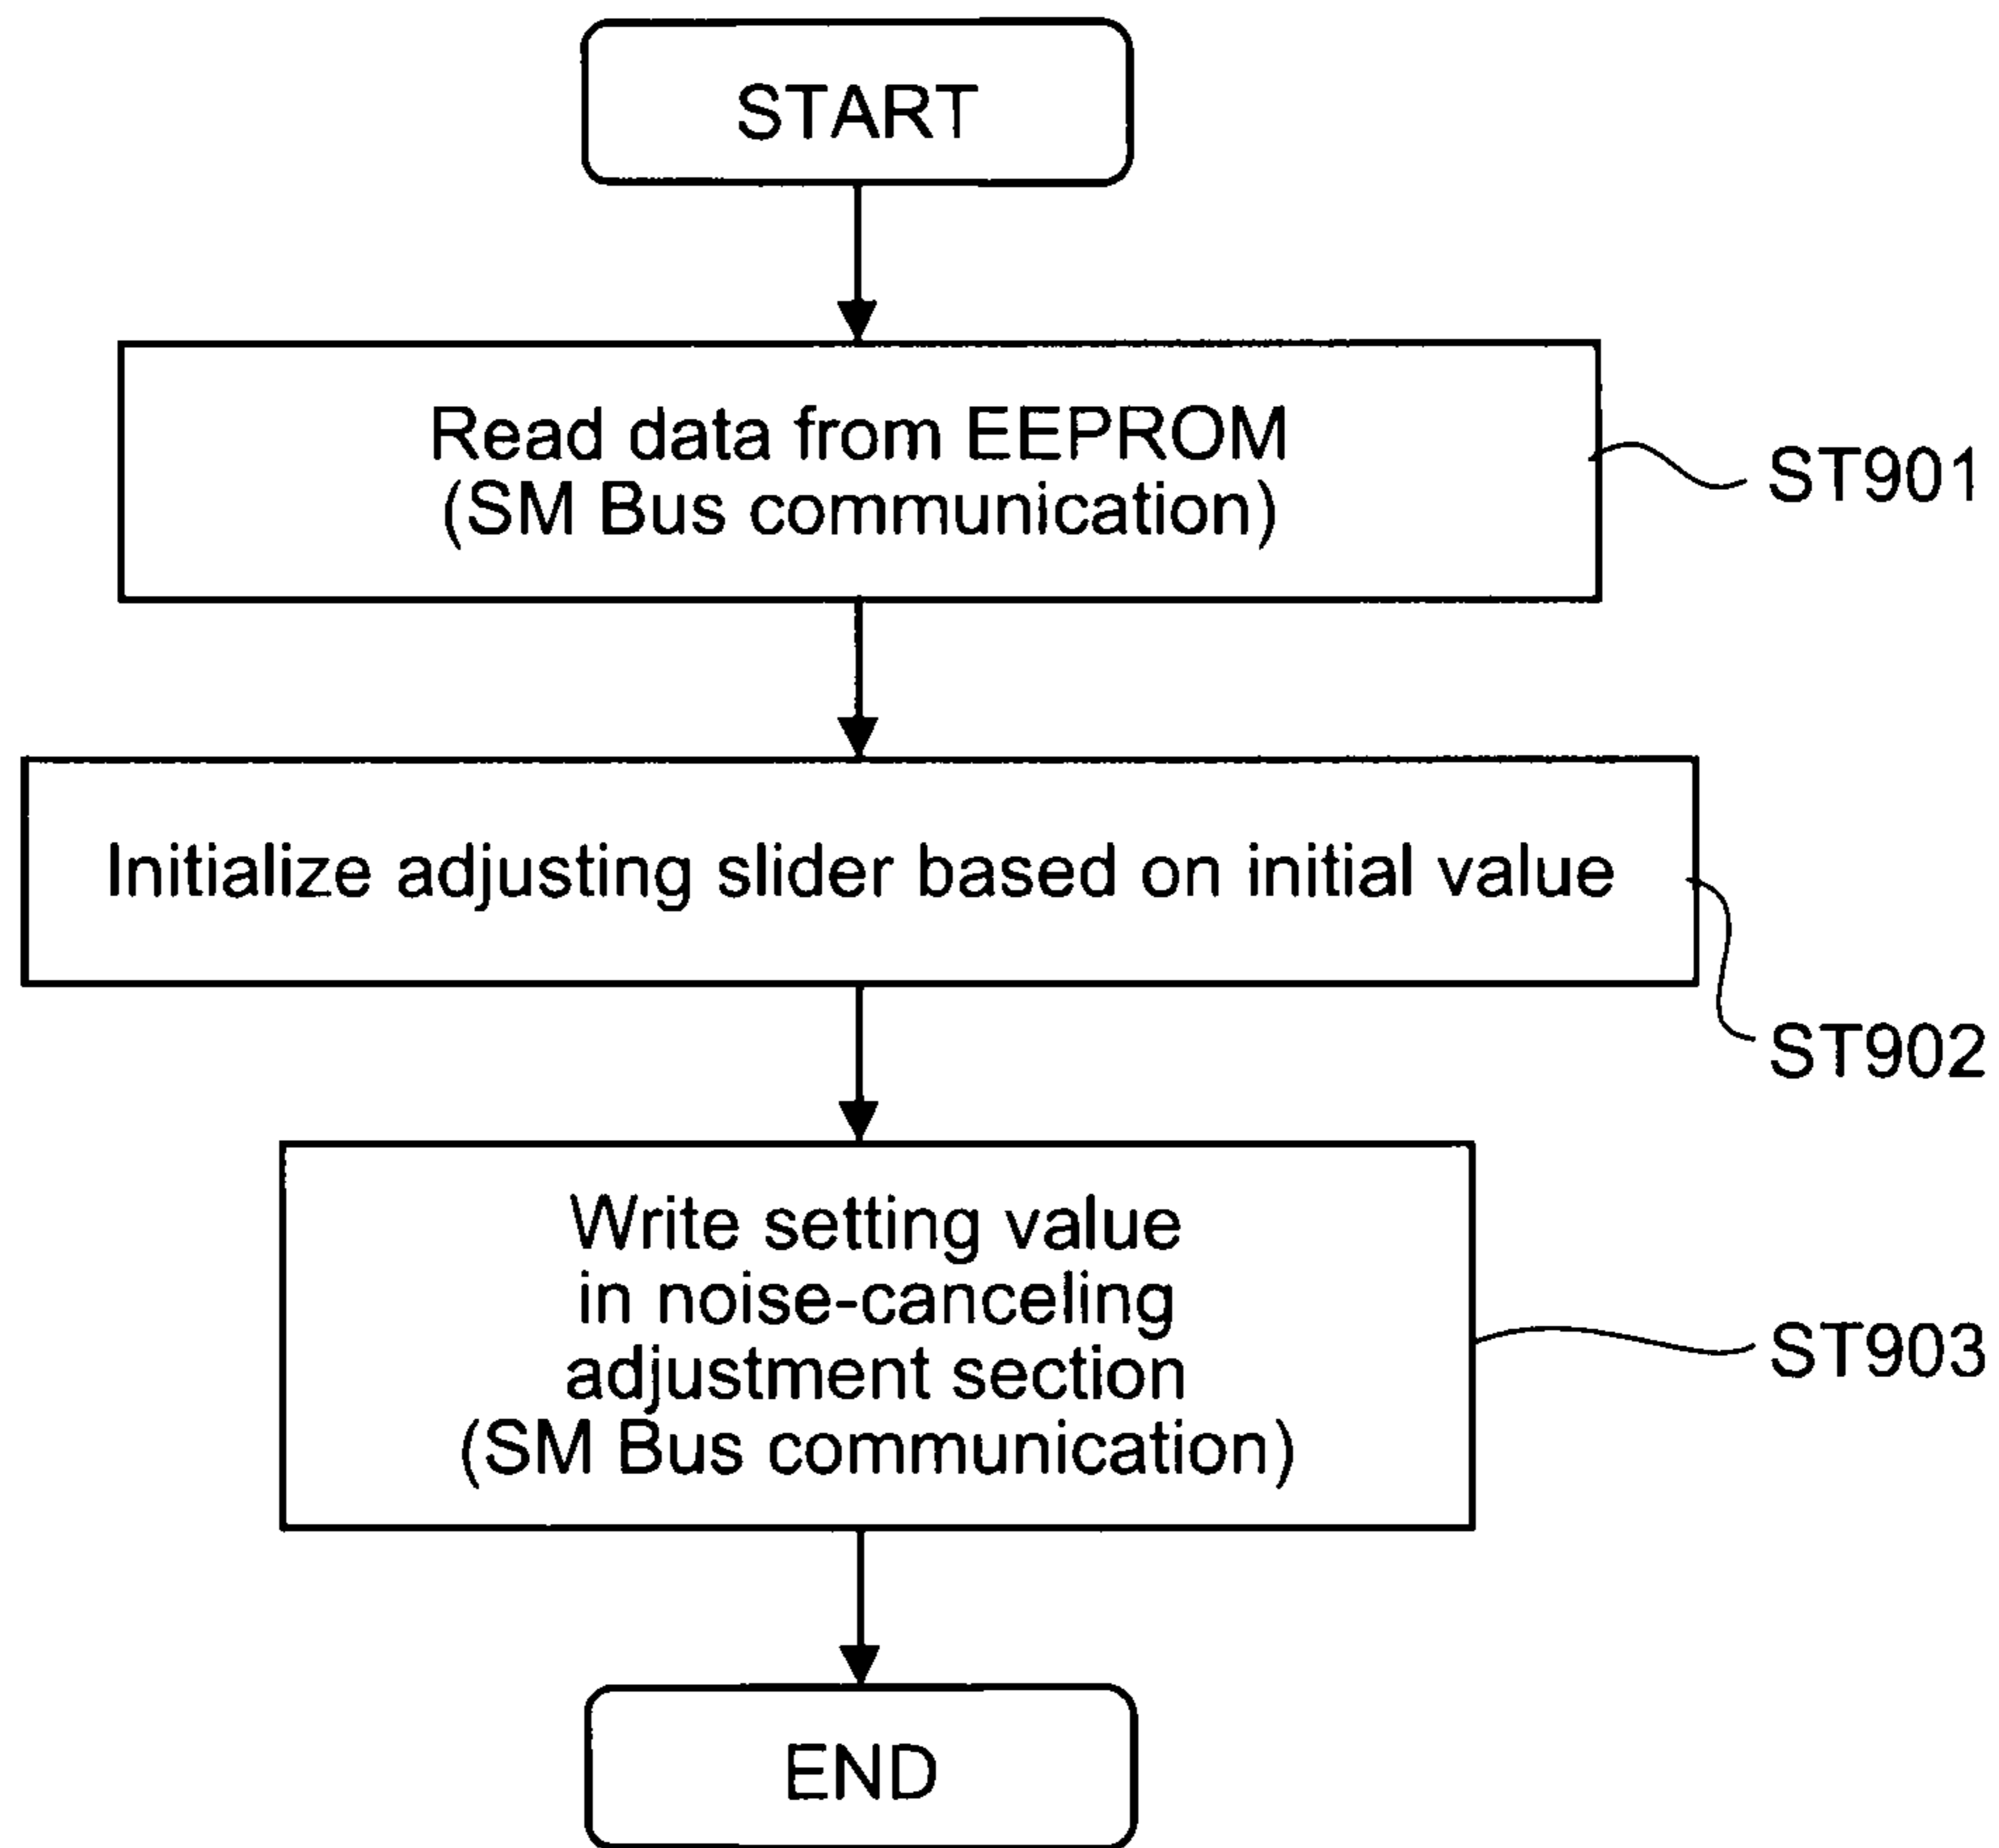 START
Read data from EEPROM
(SM Bus communication)
ST901
Initialize adjusting slider based on initial value
ST902
Write setting value
in noise-canceling
adjustment section
(SM Bus communication)
ST903
END